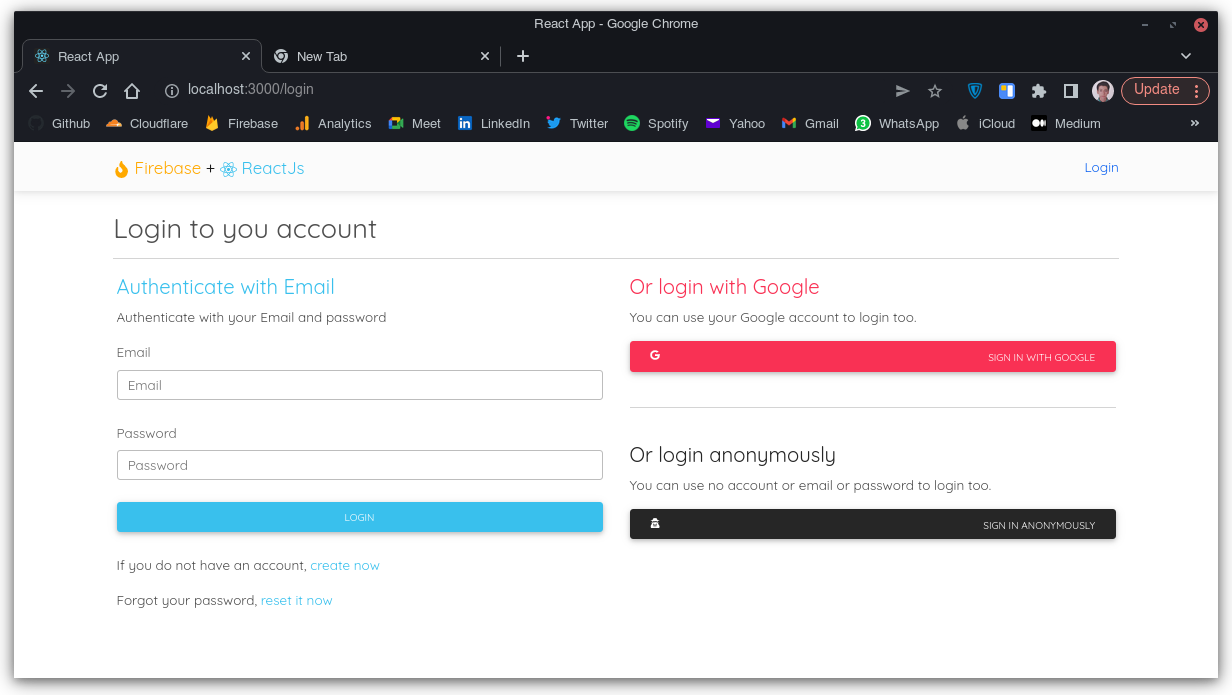 React App - Google Chrome
React App
New Tab
localhost:3000/login
Update
Github Cloudflare Firebase Analytics Meet LinkedIn Twitter Spotify Yahoo Gmail 3 WhatsApp iCloud Medium »
Firebase + ReactJs
Login
Login to you account
Authenticate with Email
Authenticate with your Email and password
Email
Email
Password
Password
LOGIN
If you do not have an account, create now
Forgot your password, reset it now
Or login with Google
You can use your Google account to login too.
G SIGN IN WITH GOOGLE
Or login anonymously
You can use no account or email or password to login too.
SIGN IN ANONYMOUSLY